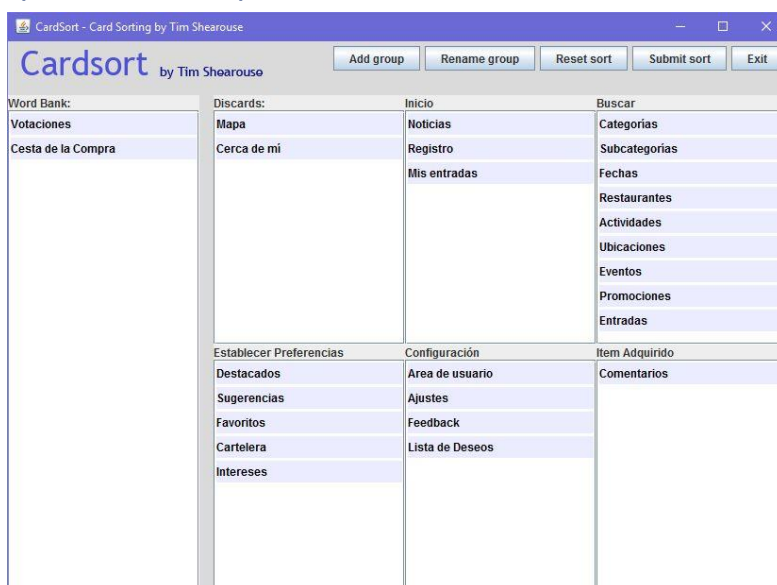 CardSort - Card Sorting by Tim Shearouse
Cardsort by Tim Shearouse
Add group
Rename group
Reset sort
Submit sort
Exit
Word Bank:
Votaciones
Cesta de la Compra
Discards:
Mapa
Cerca de mí
Inicio
Noticias
Registro
Mis entradas
Buscar
Categorías
Subcategorías
Fechas
Restaurantes
Actividades
Ubicaciones
Eventos
Promociones
Entradas
Establecer Preferencias
Destacados
Sugerencias
Favoritos
Cartelera
Intereses
Configuración
Area de usuario
Ajustes
Feedback
Lista de Deseos
Item Adquirido
Comentarios